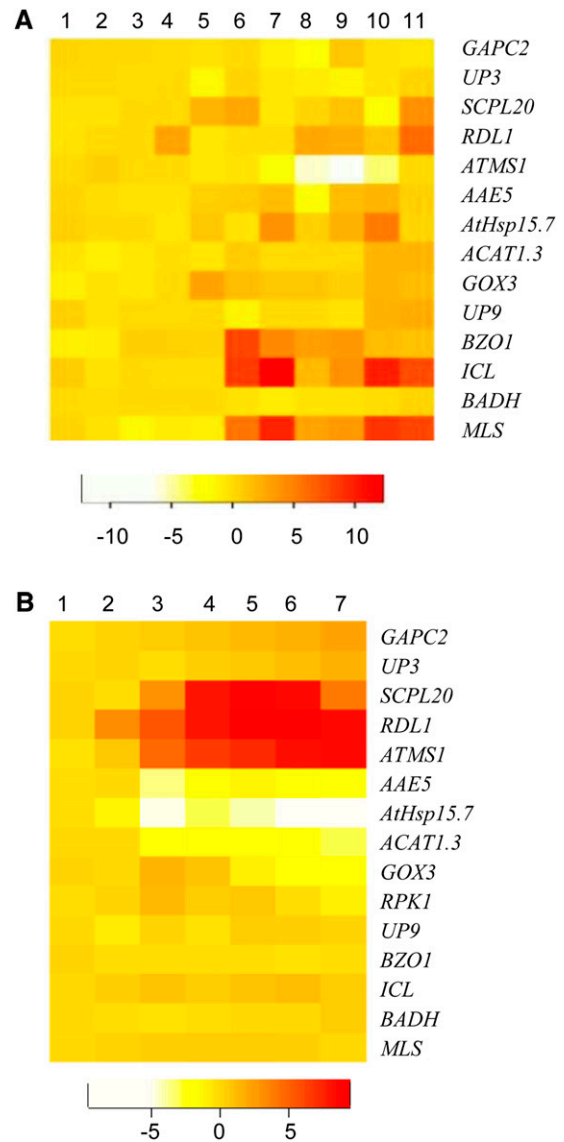 A 1 2 3 4 5 6 7 8 9 10 11
GAPC2
UP3
SCPL20
RDL1
ATMS1
AAE5
AtHsp15.7
ACAT1.3
GOX3
UP9
BZO1
ICL
BADH
MLS
-10 -5 0 5 10
B 1 2 3 4 5 6 7
GAPC2
UP3
SCPL20
RDL1
ATMS1
AAE5
AtHsp15.7
ACAT1.3
GOX3
RPK1
UP9
BZO1
ICL
BADH
MLS
-5 0 5